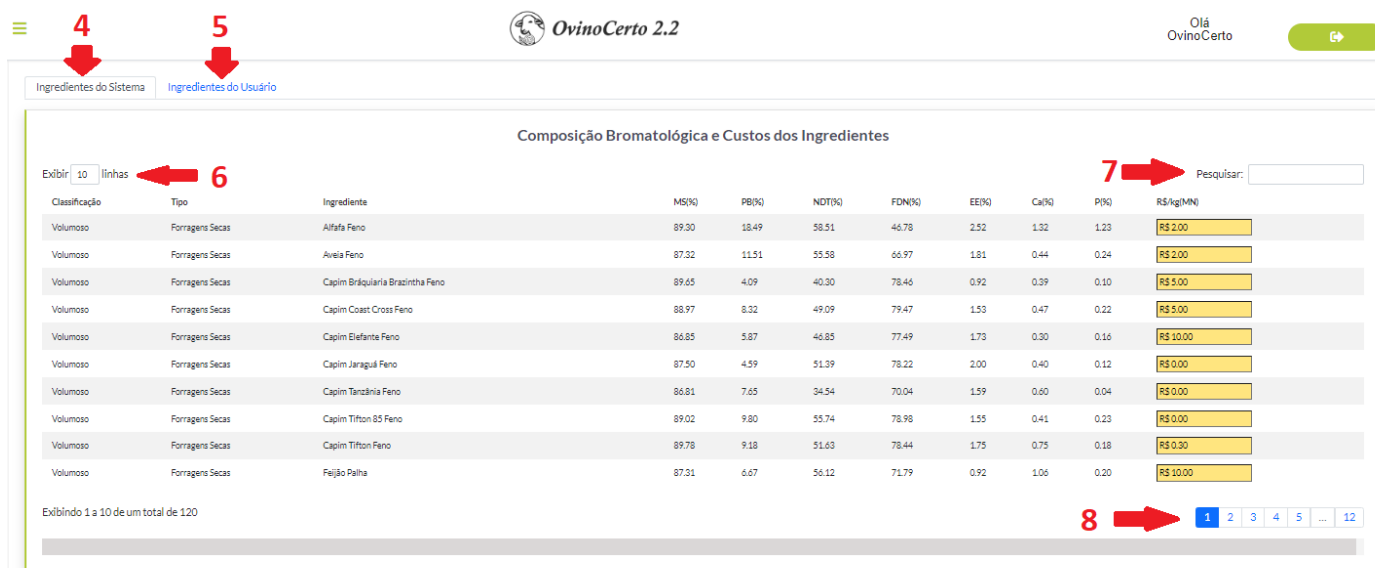 4
5
OvinoCerto 2.2
Olá
OvinoCerto
Ingredientes do Sistema Ingredientes do Usuário
Composição Bromatológica e Custos dos Ingredientes
Exibir 10 linhas 6 7 Pesquisar:
Classificação Tipo Ingrediente MS(%) PB(%) NDT(%) FDN(%) EE(%) Ca(%) P(%) R$/kg(MN)
Volumoso Forragens Secas Alfafa Feno 89.30 18.49 58.51 46.78 2.52 1.32 1.23 R$ 2.00
Volumoso Forragens Secas Aveia Feno 87.32 11.51 55.58 66.97 1.81 0.44 0.24 R$ 2.00
Volumoso Forragens Secas Capim Bráquiaria Brazintha Feno 89.65 4.09 40.30 78.46 0.92 0.39 0.10 R$ 5.00
Volumoso Forragens Secas Capim Coast Cross Feno 88.97 8.32 49.09 79.47 1.53 0.47 0.22 R$ 5.00
Volumoso Forragens Secas Capim Elefante Feno 86.85 5.87 46.85 77.49 1.73 0.30 0.16 R$ 10.00
Volumoso Forragens Secas Capim Jaraguá Feno 87.50 4.59 51.39 78.22 2.00 0.40 0.12 R$ 0.00
Volumoso Forragens Secas Capim Tanzânia Feno 86.81 7.65 34.54 70.04 1.59 0.60 0.04 R$ 0.00
Volumoso Forragens Secas Capim Tifton 85 Feno 89.02 9.80 55.74 78.98 1.55 0.41 0.23 R$ 0.00
Volumoso Forragens Secas Capim Tifton Feno 89.78 9.18 51.63 78.44 1.75 0.75 0.18 R$ 0.30
Volumoso Forragens Secas Feijão Palha 87.31 6.67 56.12 71.79 0.92 1.06 0.20 R$ 10.00
Exibindo 1 a 10 de um total de 120
8 1 2 3 4 5 ... 12